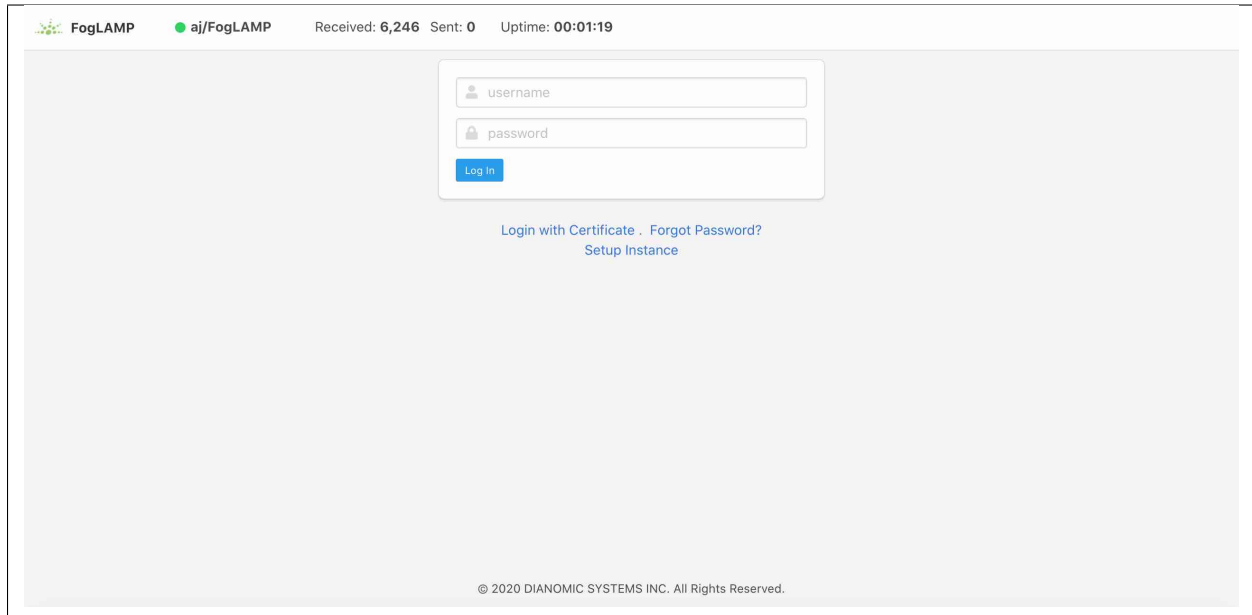 FogLAMP aj/FogLAMP Received: 6,246 Sent: 0 Uptime: 00:01:19
username
password
Log In
Login with Certificate . Forgot Password?
Setup Instance
© 2020 DIANOMIC SYSTEMS INC. All Rights Reserved.